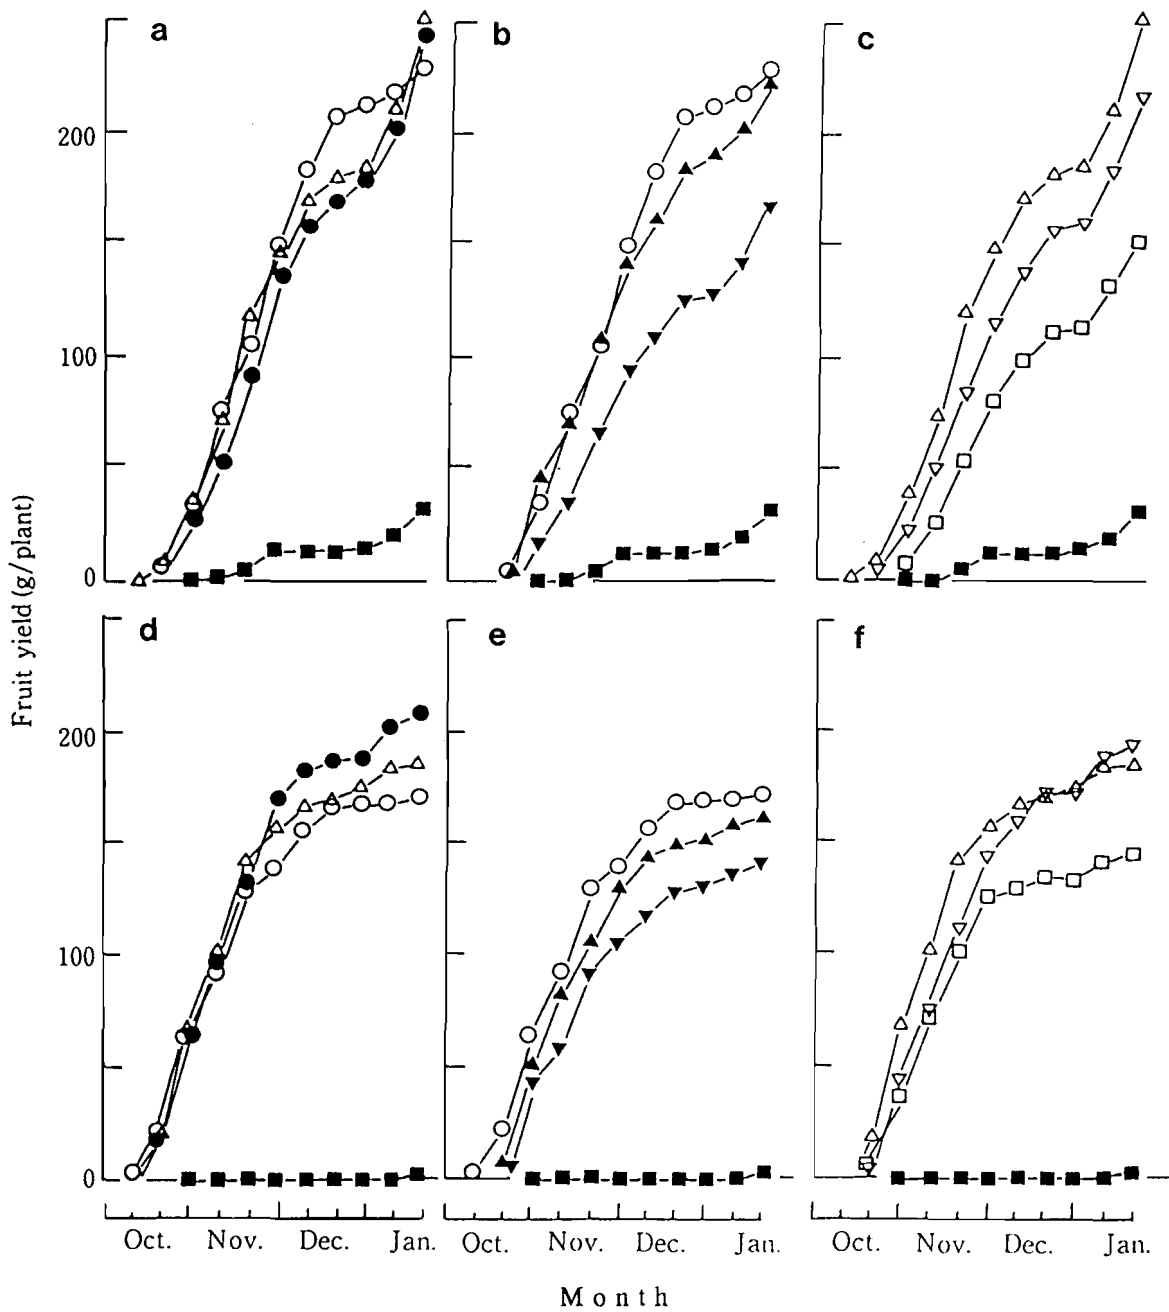 a b c
200
100
0
Fruit yield (g/plant)
d e f
200
100
0
Oct. Nov. Dec. Jan. Oct. Nov. Dec. Jan. Oct. Nov. Dec. Jan.
Month